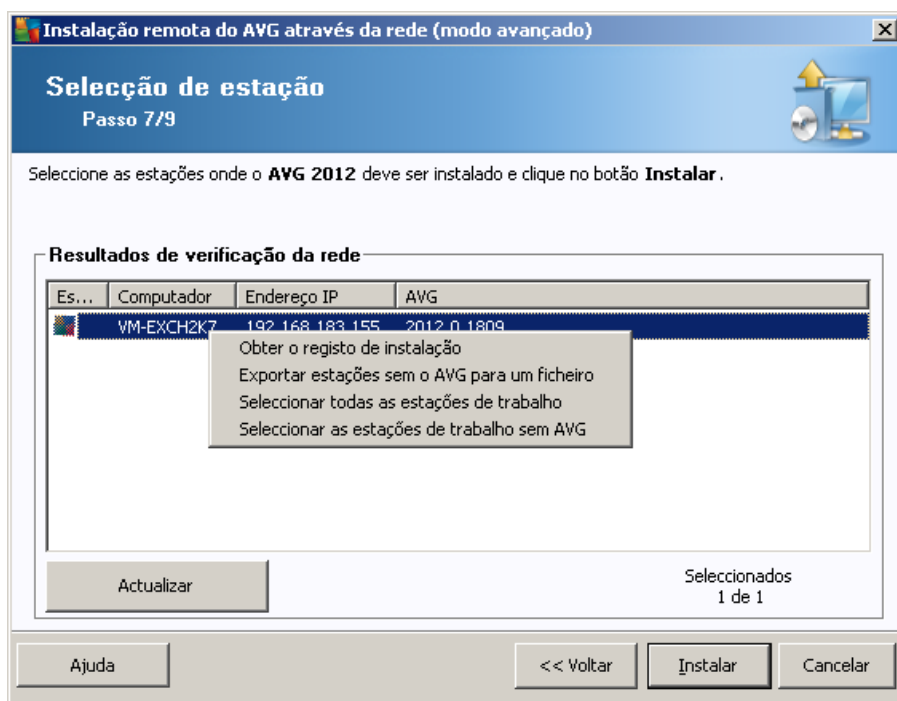 Instalação remota do AVG através da rede (modo avançado)
Selecção de estação
Passo 7/9
Seleccione as estações onde o AVG 2012 deve ser instalado e clique no botão Instalar.
Resultados de verificação da rede
Es... Computador Endereço IP AVG
VM-EXCH2K7 192.168.183.155 2012.0.1809
Obter o registo de instalação
Exportar estações sem o AVG para um ficheiro
Seleccionar todas as estações de trabalho
Seleccionar as estações de trabalho sem AVG
Actualizar
Seleccionados
1 de 1
Ajuda << Voltar Instalar Cancelar